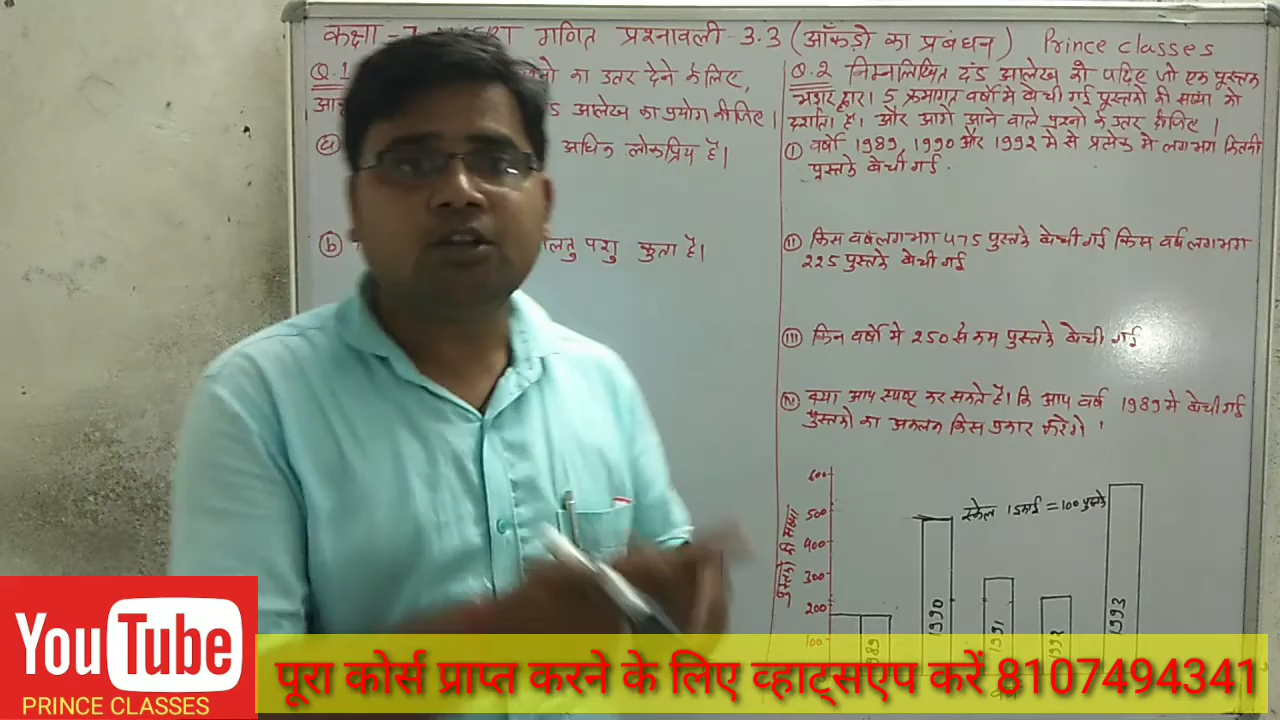 कक्षा -7 गणित प्रश्नावली 3.3 (आँकड़ो का प्रबंधन) Prince classes
Q.1 का उतर देने के लिए,
आलेख का प्रयोग कीजिए।
a अधिक लोकप्रिय है।
b पशु कुता है।
Q.2 निम्नलिखित दंड आलेख को पढिए जो एक पुस्तक
भंडार द्वारा 5 क्रमागत वर्षो मे बेची गई पुस्तको की संख्या को
दर्शाता है। और आगे आने वाले प्रश्नो के उतर दीजिए।
I वर्षो 1989, 1990 और 1992 मे से प्रत्येक मे लगभग कितनी
पुस्तके बेची गई.
II किस वर्ष लगभग 475 पुस्तके बेची गई किस वर्ष लगभग
225 पुस्तके बेची गई
III किन वर्षो मे 250 से कम पुस्तके बेची गई
IV क्या आप स्पष्ट कर सकते है। कि आप वर्ष 1989 मे बेची गई
पुस्तको का आकलन किस प्रकार करेंगे
पुस्तको की संख्या
600
500
400
300
200
100
स्केल 1 इकाई = 100 पुस्तके
1989
1990
1991
1992
1993
YouTube
PRINCE CLASSES
पूरा कोर्स प्राप्त करने के लिए व्हाट्सएप करें 8107494341